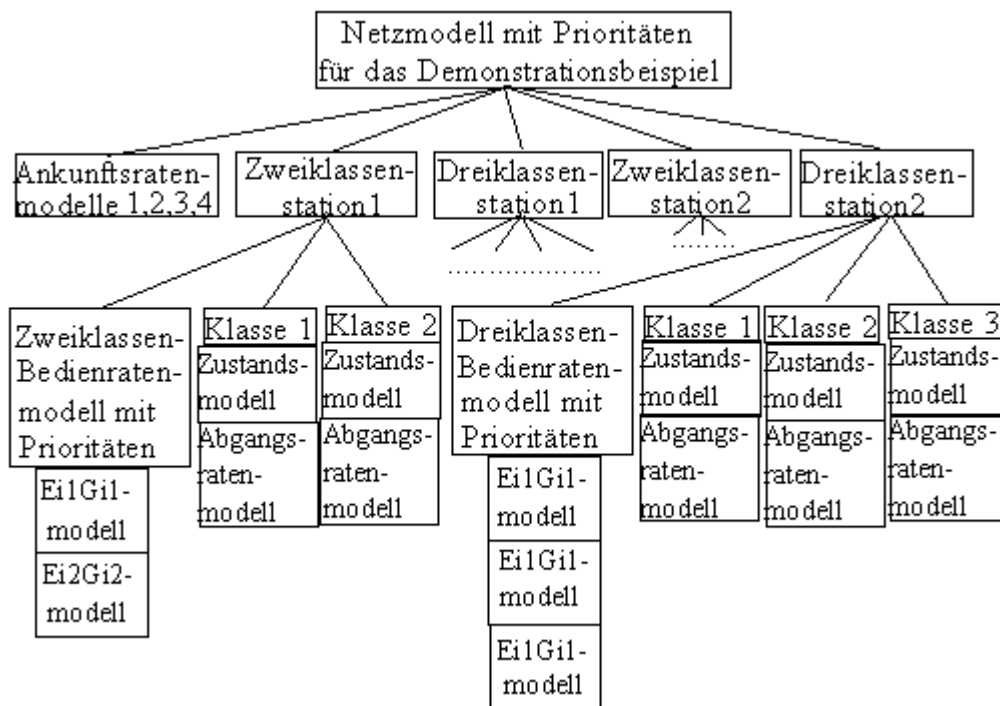 Netzmodell mit Prioritäten
für das Demonstrationsbeispiel
Ankunftsraten-
modelle 1,2,3,4
Zweiklassen-
station1
Dreiklassen-
station1
Zweiklassen-
station2
Dreiklassen-
station2
Zweiklassen-
Bedienraten-
modell mit
Prioritäten
Ei1Gi1-
modell
Ei2Gi2-
modell
Klasse 1
Zustands-
modell
Abgangs-
raten-
modell
Klasse 2
Zustands-
modell
Abgangs-
raten-
modell
Dreiklassen-
Bedienraten-
modell mit
Prioritäten
Ei1Gi1-
modell
Ei1Gi1-
modell
Ei1Gi1-
modell
Klasse 1
Zustands-
modell
Abgangs-
raten-
modell
Klasse 2
Zustands-
modell
Abgangs-
raten-
modell
Klasse 3
Zustands-
modell
Abgangs-
raten-
modell